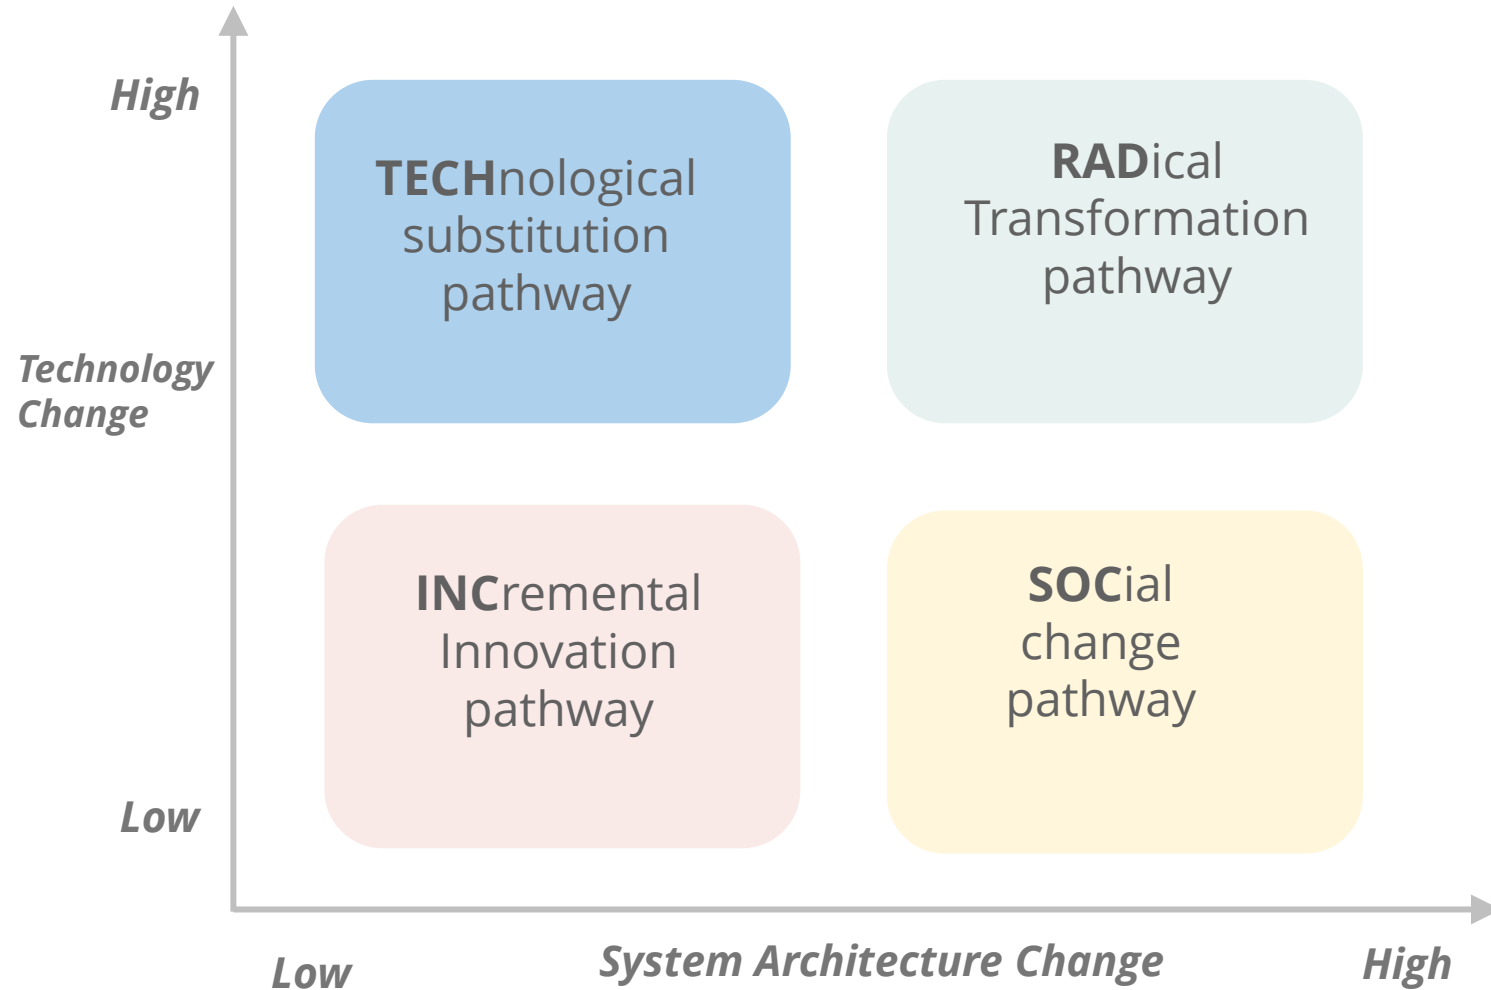 High
TECHnological
substitution
pathway
RADical
Transformation
pathway
Technology
Change
INCremental
Innovation
pathway
SOCial
change
pathway
Low
Low
System Architecture Change
High